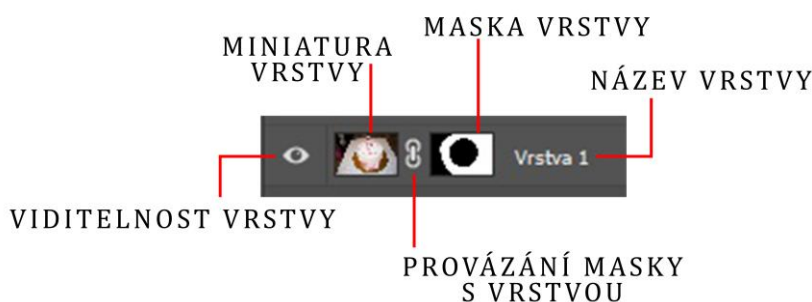 MASKA VRSTVY
MINIATURA
VRSTVY
NÁZEV VRSTVY
Vrstva 1
VIDITELNOST VRSTVY
PROVÁZÁNÍ MASKY
S VRSTVOU